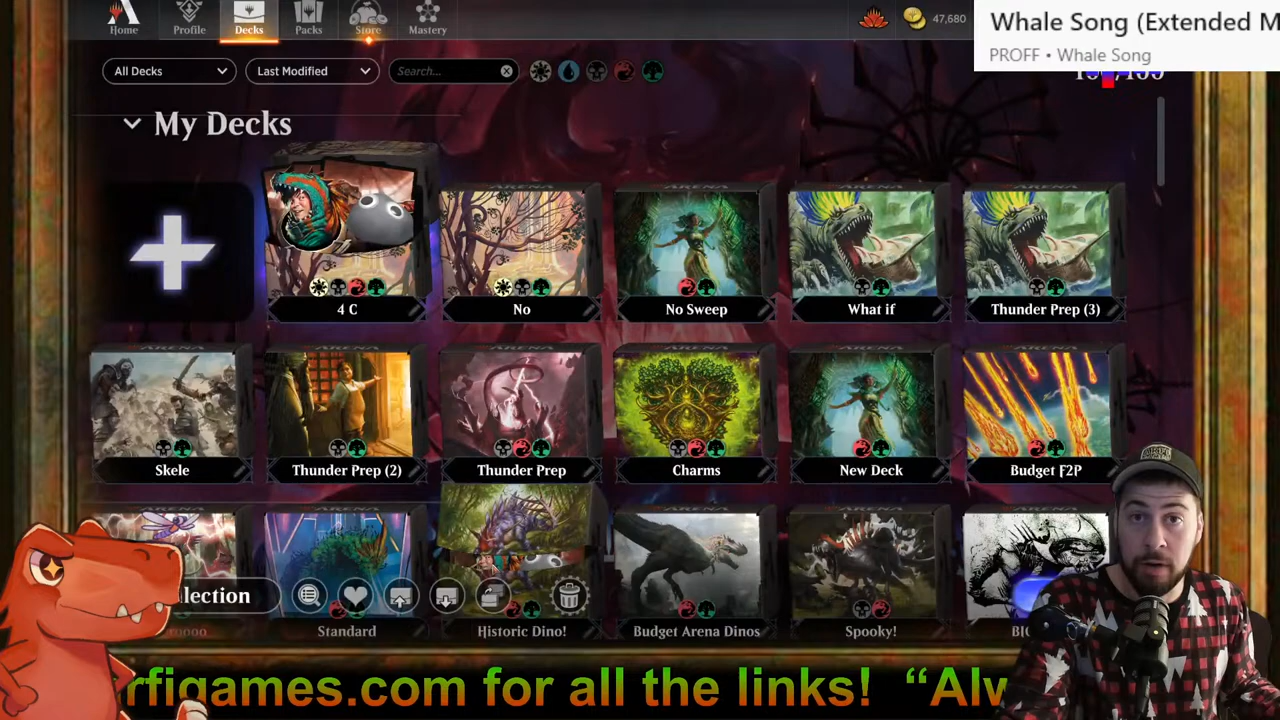 Home
Profile
Decks
Packs
Store
Mastery
47,680
Whale Song (Extended M
PROFF • Whale Song
All Decks
Last Modified
Search...
My Decks
4 C
No
No Sweep
What if
Thunder Prep (3)
Skele
Thunder Prep (2)
Thunder Prep
Charms
New Deck
Budget F2P
llection
Standard
Historic Dino!
Budget Arena Dinos
Spooky!
rfigames.com for all the links! “Alw